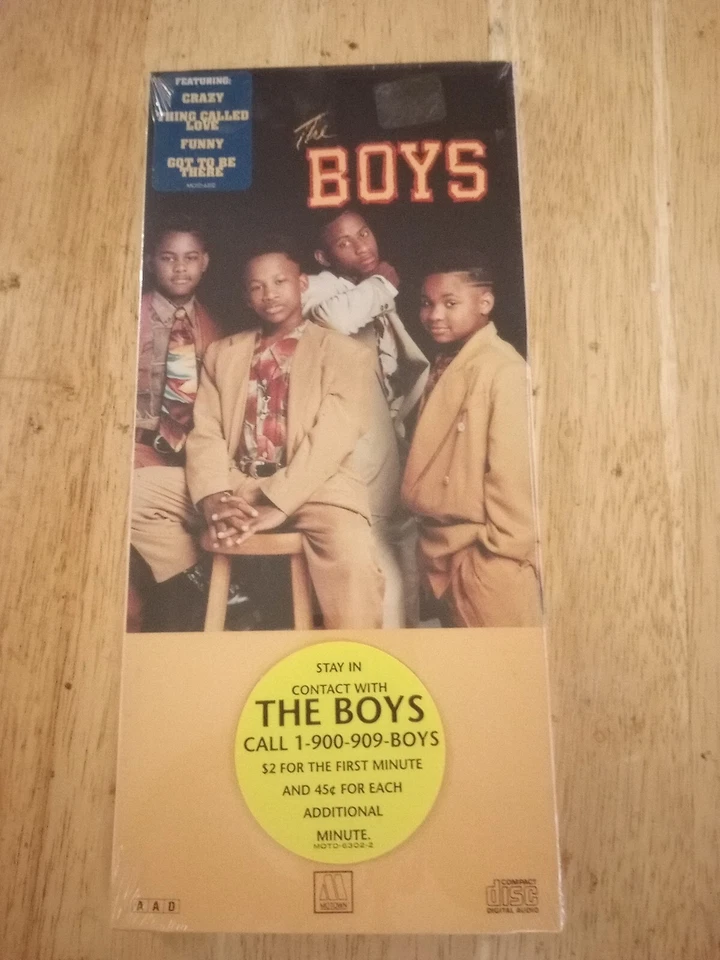 FEATURING:
CRAZY
THING CALLED
LOVE
FUNNY
GOT TO BE
THERE
The
BOYS
STAY IN
CONTACT WITH
THE BOYS
CALL 1-900-909-BOYS
$2 FOR THE FIRST MINUTE
AND 45¢ FOR EACH
ADDITIONAL
MINUTE.
MOTD-6302-2
AAD
MOTOWN
COMPACT
disc
DIGITAL AUDIO